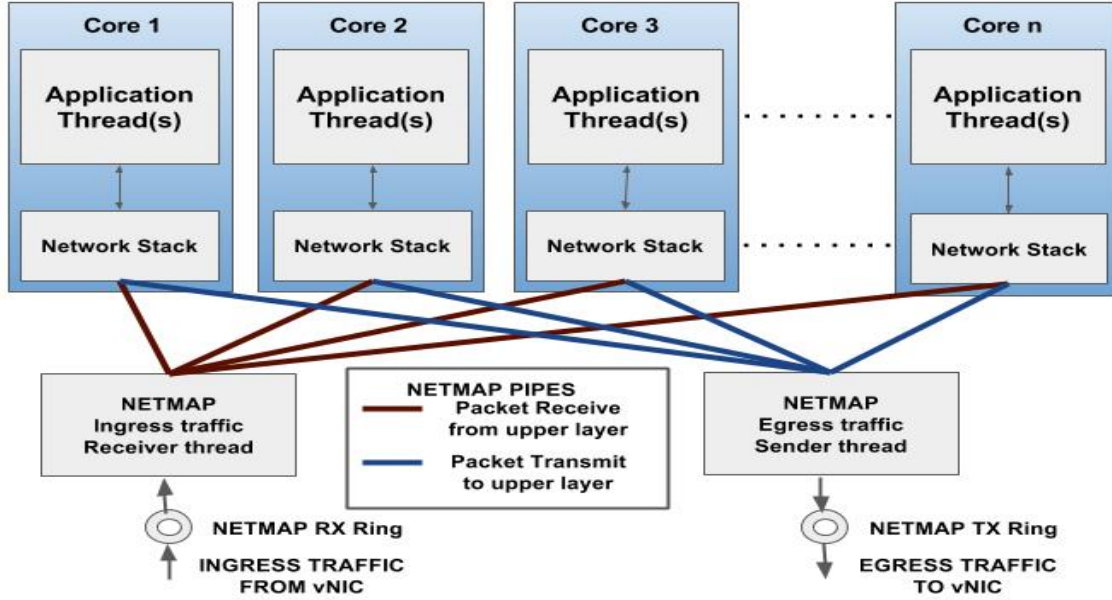 Core 1
Core 2
Core 3
Core n
Application
Thread(s)
Application
Thread(s)
Application
Thread(s)
Application
Thread(s)
Network Stack
Network Stack
Network Stack
Network Stack
NETMAP
Ingress traffic
Receiver thread
NETMAP PIPES
Packet Receive
from upper layer
Packet Transmit
to upper layer
NETMAP
Egress traffic
Sender thread
NETMAP RX Ring
INGRESS TRAFFIC
FROM vNIC
NETMAP TX Ring
EGRESS TRAFFIC
TO vNIC